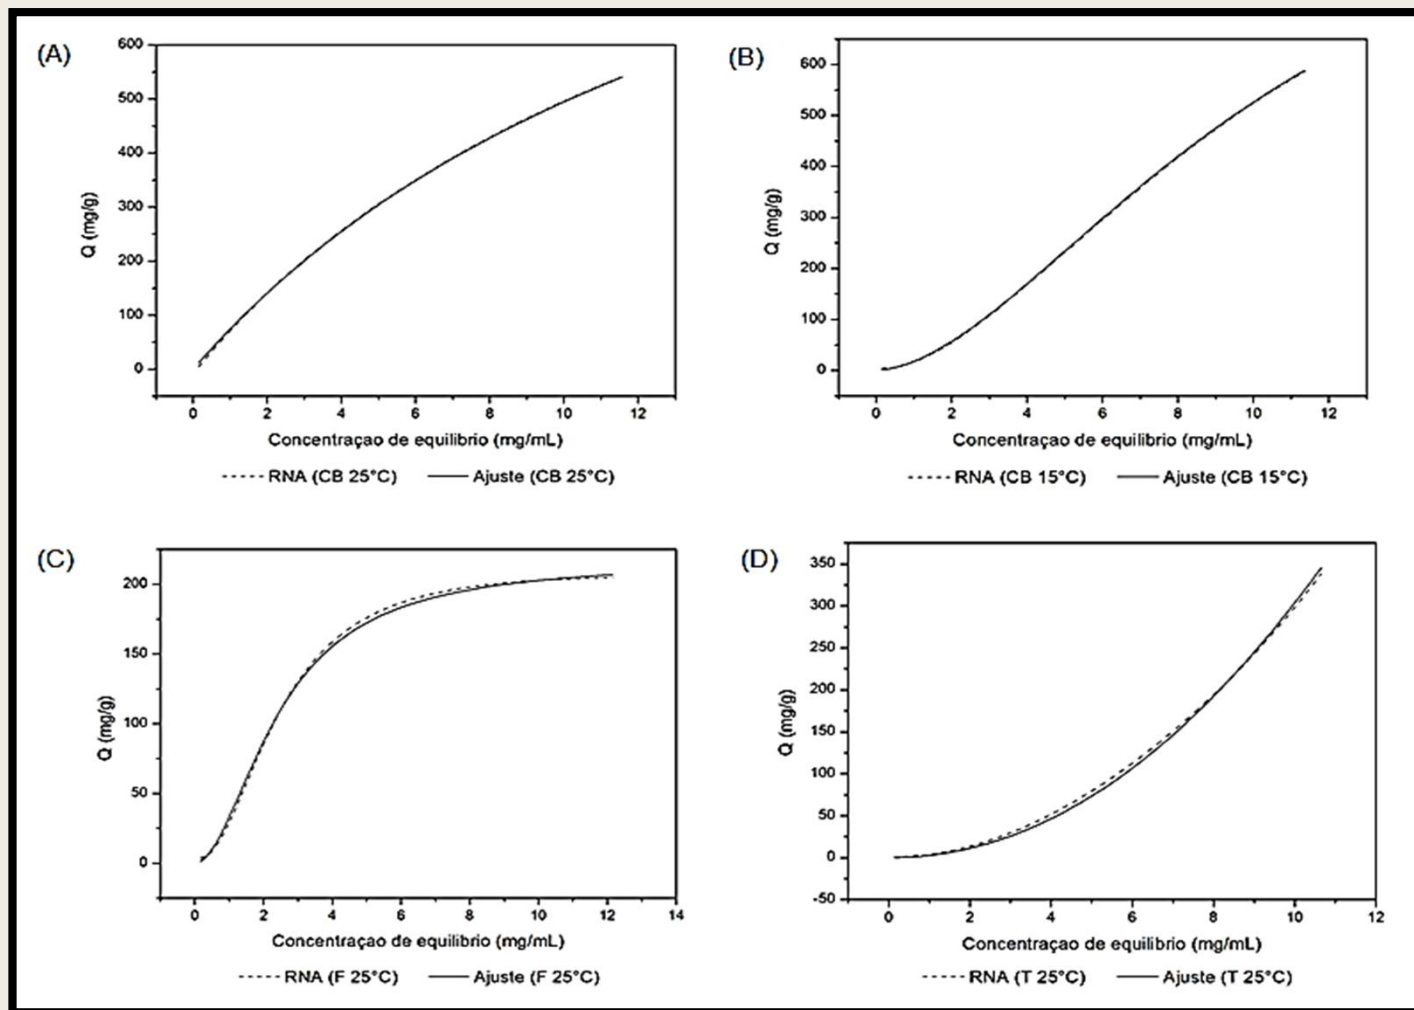 (A)
600
500
400
300
200
100
0
Q (mg/g)
0 2 4 6 8 10 12
Concentraçao de equilibrio (mg/mL)
RNA (CB 25°C) Ajuste (CB 25°C)
(B)
600
500
400
300
200
100
0
Q (mg/g)
0 2 4 6 8 10 12
Concentraçao de equilibrio (mg/mL)
RNA (CB 15°C) Ajuste (CB 15°C)
(C)
200
150
100
50
0
Q (mg/g)
0 2 4 6 8 10 12 14
Concentraçao de equilibrio (mg/mL)
RNA (F 25°C) Ajuste (F 25°C)
(D)
350
300
250
200
150
100
50
0
-50
Q (mg/g)
0 2 4 6 8 10 12
Concentraçao de equilibrio (mg/mL)
RNA (T 25°C) Ajuste (T 25°C)